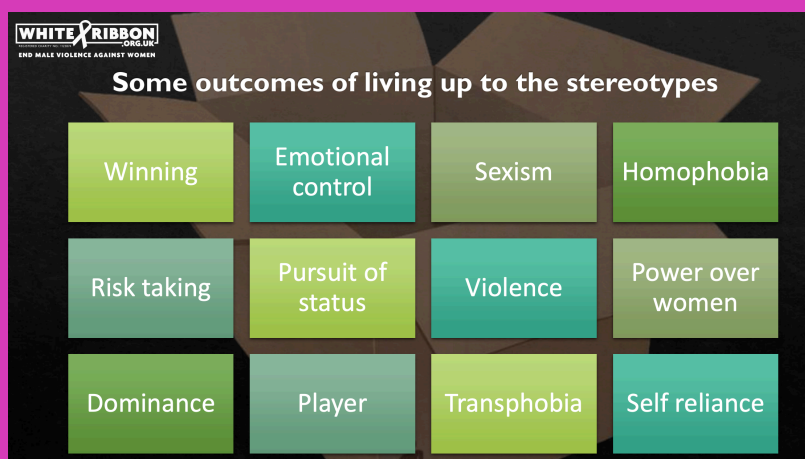 WHITE RIBBON
.ORG.UK
END MALE VIOLENCE AGAINST WOMEN
Some outcomes of living up to the stereotypes
Winning
Emotional
control
Sexism
Homophobia
Risk taking
Pursuit of
status
Violence
Power over
women
Dominance
Player
Transphobia
Self reliance